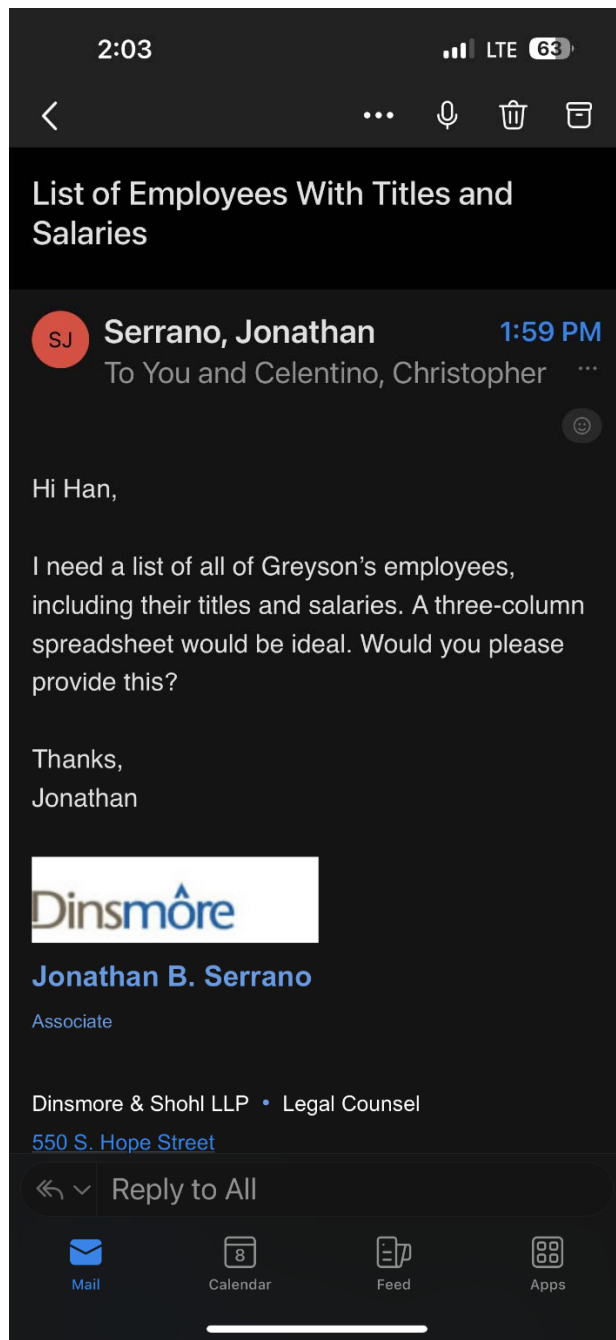 2:03 LTE 63
List of Employees With Titles and
Salaries
SJ Serrano, Jonathan 1:59 PM
To You and Celentino, Christopher ...
Hi Han,
I need a list of all of Greyson's employees,
including their titles and salaries. A three-column
spreadsheet would be ideal. Would you please
provide this?
Thanks,
Jonathan
Dinsmôre
Jonathan B. Serrano
Associate
Dinsmore & Shohl LLP • Legal Counsel
550 S. Hope Street
Reply to All
8
Mail Calendar Feed Apps